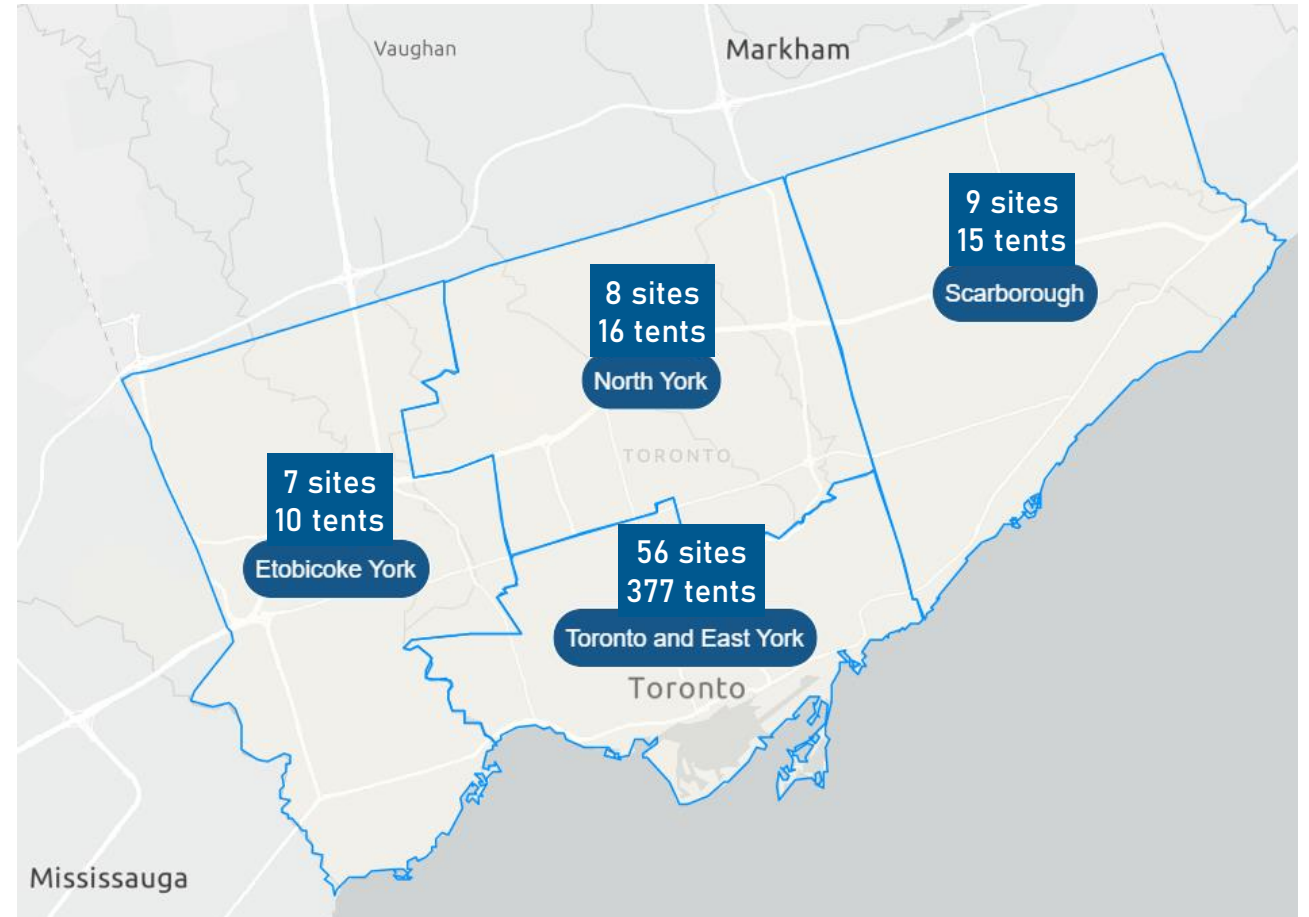 Vaughan
Markham
9 sites
15 tents
Scarborough
8 sites
16 tents
North York
TORONTO
7 sites
10 tents
Etobicoke York
56 sites
377 tents
Toronto and East York
Toronto
Mississauga